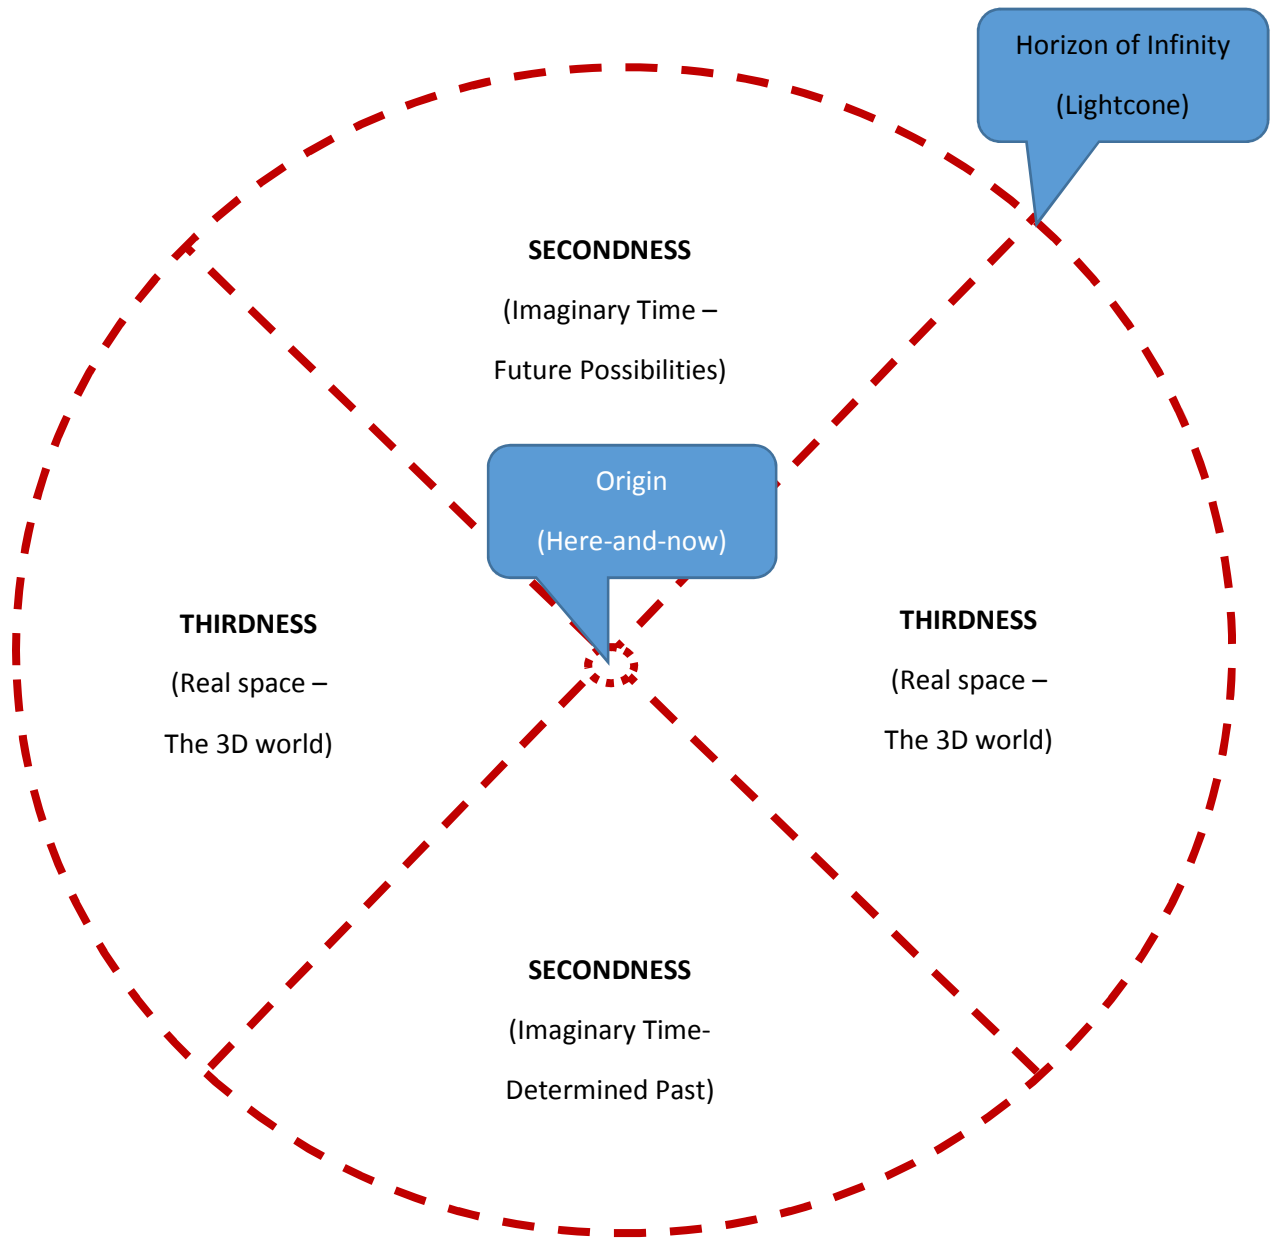 Horizon of Infinity
(Lightcone)
SECONDNESS
(Imaginary Time –
Future Possibilities)
Origin
(Here-and-now)
THIRDNESS
(Real space –
The 3D world)
THIRDNESS
(Real space –
The 3D world)
SECONDNESS
(Imaginary Time-
Determined Past)